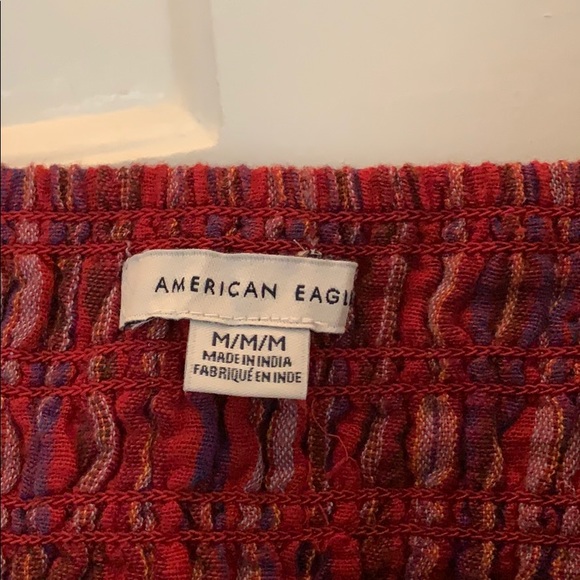 AMERICAN EAGL
M/M/M
MADE IN INDIA
FABRIQUÉ EN INDE